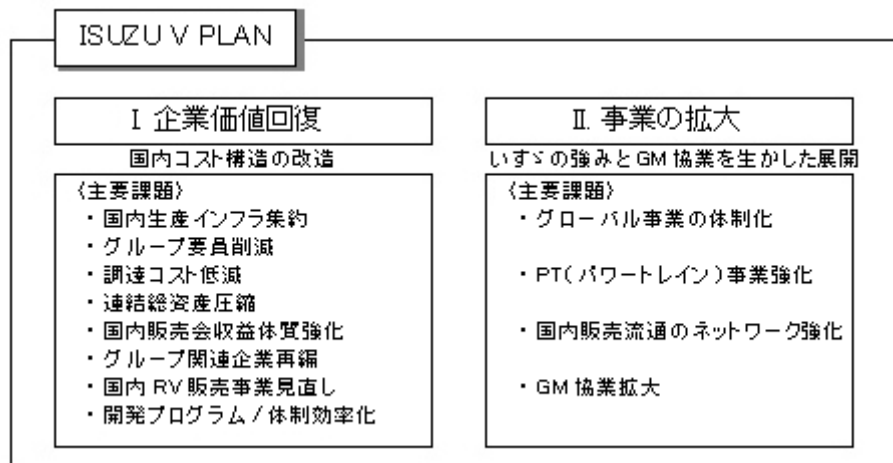 ISUZU V PLAN
I 企業価値回復
国内コスト構造の改造
〈主要課題〉
・国内生産インフラ集約
・グループ要員削減
・調達コスト低減
・連結総資産圧縮
・国内販売会収益体質強化
・グループ関連企業再編
・国内 RV 販売事業見直し
・開発プログラム / 体制効率化
II. 事業の拡大
いすゞの強みとGM 協業を生かした展開
〈主要課題〉
・グローバル事業の体制化
・PT(パワートレイン)事業強化
・国内販売流通のネットワーク強化
・GM 協業拡大